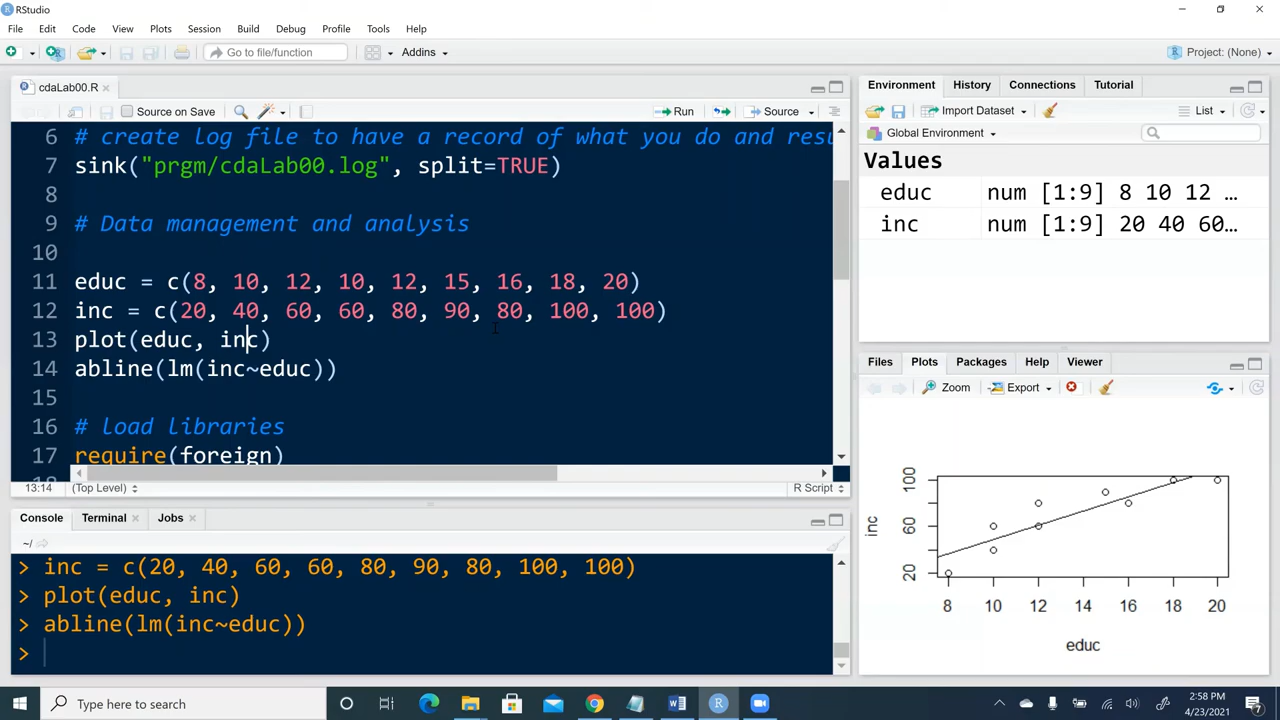 RStudio
File Edit Code View Plots Session Build Debug Profile Tools Help
Go to file/function Addins Project: (None)
cdaLab00.R
Source on Save Run Source
6 # create log file to have a record of what you do and resu
7 sink("prgm/cdaLab00.log", split=TRUE)
8
9 # Data management and analysis
10
11 educ = c(8, 10, 12, 10, 12, 15, 16, 18, 20)
12 inc = c(20, 40, 60, 60, 80, 90, 80, 100, 100)
13 plot(educ, inc)
14 abline(lm(inc~educ))
15
16 # load libraries
17 require(foreign)
13:14 (Top Level) R Script
Console Terminal Jobs
~/
> inc = c(20, 40, 60, 60, 80, 90, 80, 100, 100)
> plot(educ, inc)
> abline(lm(inc~educ))
>
Environment History Connections Tutorial
Import Dataset List
Global Environment
Values
educ num [1:9] 8 10 12 ...
inc num [1:9] 20 40 60…
Files Plots Packages Help Viewer
Zoom Export
inc
100
60
20
8 10 12 14 16 18 20
educ
Type here to search
2:58 PM
4/23/2021
7